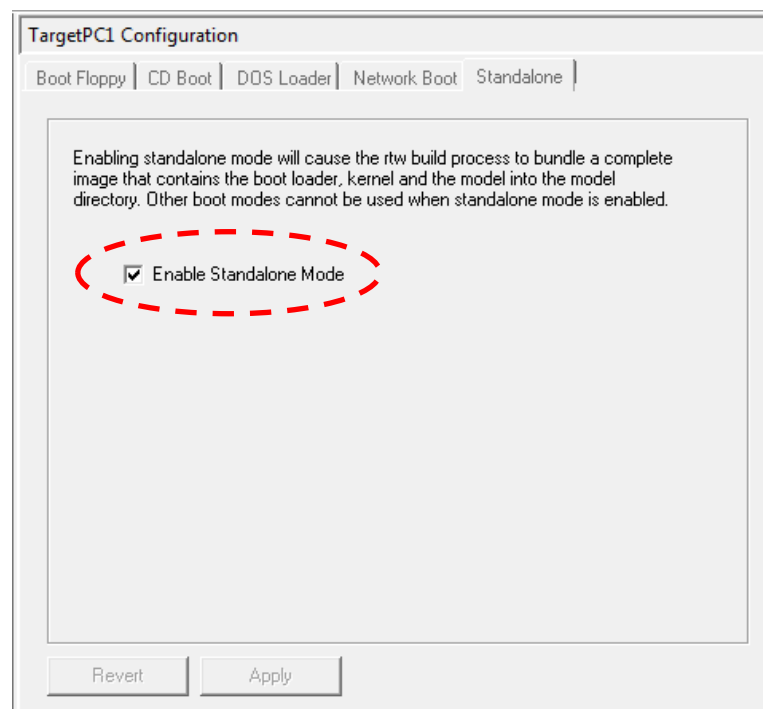 TargetPC1 Configuration
Boot Floppy CD Boot DOS Loader Network Boot Standalone
Enabling standalone mode will cause the rtw build process to bundle a complete
image that contains the boot loader, kernel and the model into the model
directory. Other boot modes cannot be used when standalone mode is enabled.
Enable Standalone Mode
Revert Apply